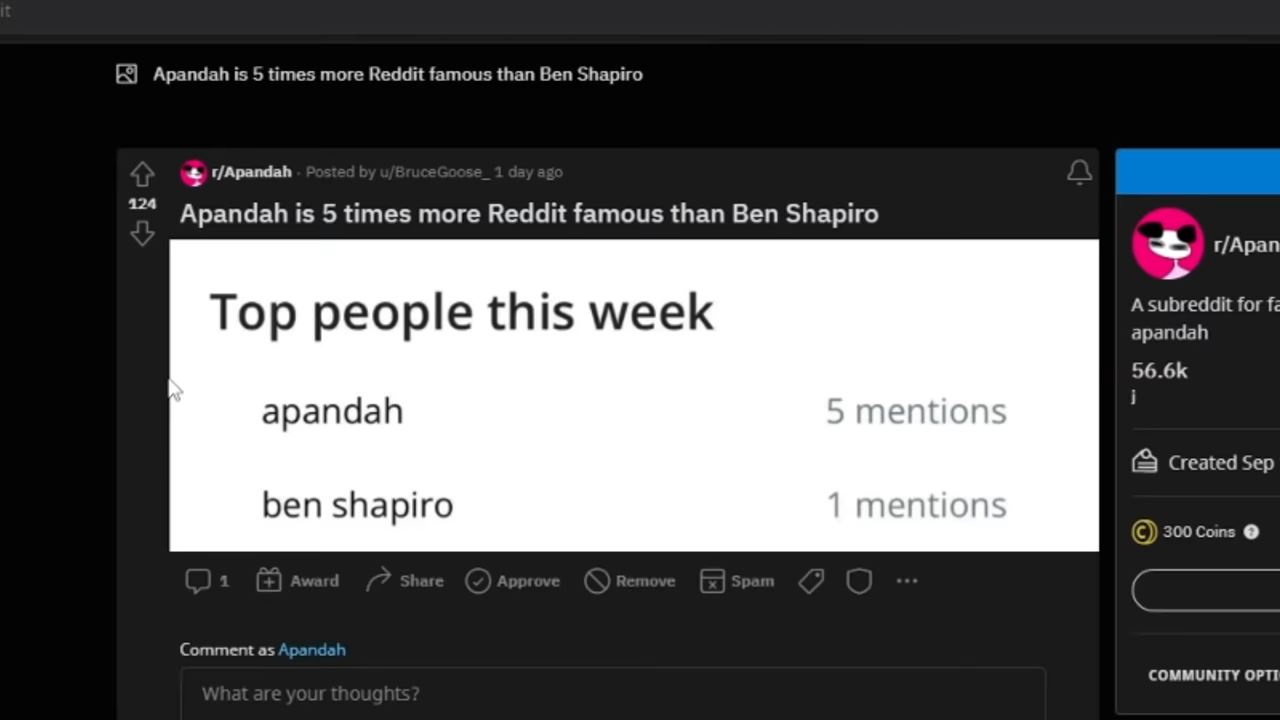 it
Apandah is 5 times more Reddit famous than Ben Shapiro
r/Apandah · Posted by u/BruceGoose_ 1 day ago
124
Apandah is 5 times more Reddit famous than Ben Shapiro
Top people this week
apandah 5 mentions
ben shapiro 1 mentions
1 Award Share Approve Remove Spam
Comment as Apandah
What are your thoughts?
r/Apan
A subreddit for fa
apandah
56.6k
j
Created Sep
300 Coins
COMMUNITY OPTI